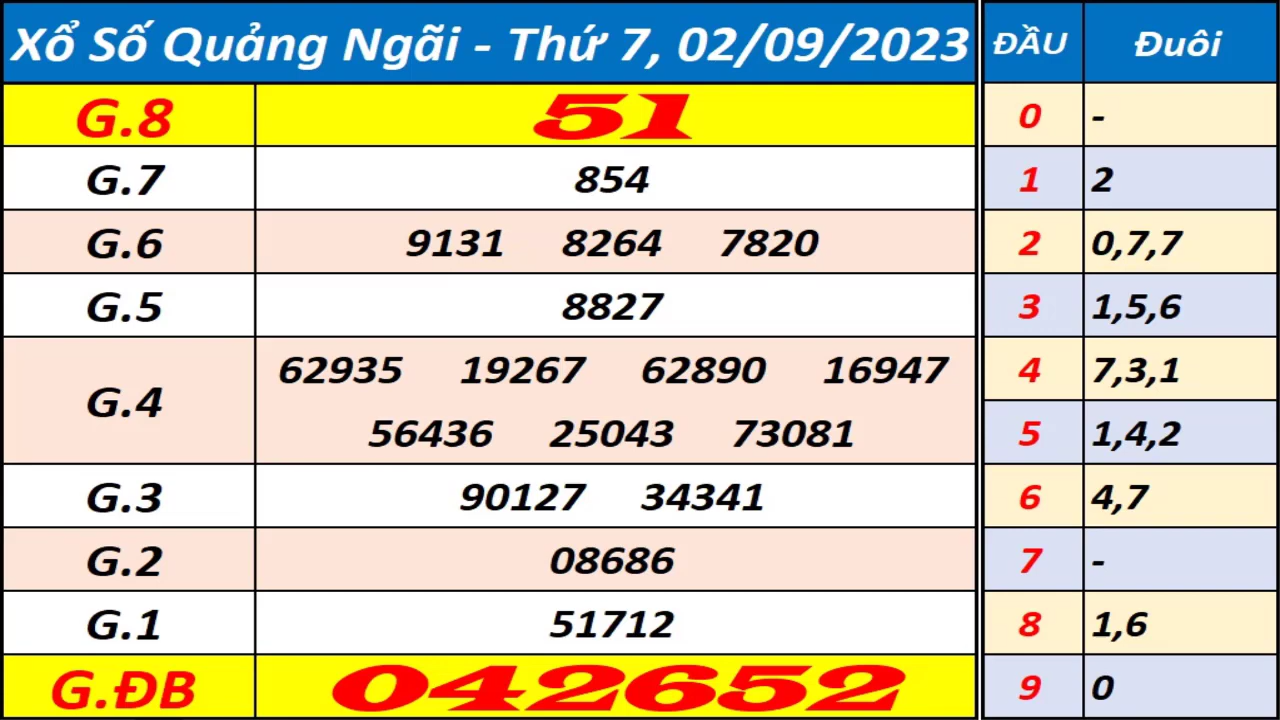 Xổ Số Quảng Ngãi - Thứ 7, 02/09/2023 ĐẦU Đuôi
G.8 51 0 -
G.7 854 1 2
G.6 9131 8264 7820 2 0,7,7
G.5 8827 3 1,5,6
G.4 62935 19267 62890 16947 4 7,3,1
56436 25043 73081 5 1,4,2
G.3 90127 34341 6 4,7
G.2 08686 7 -
G.1 51712 8 1,6
G.ĐB 042652 9 0